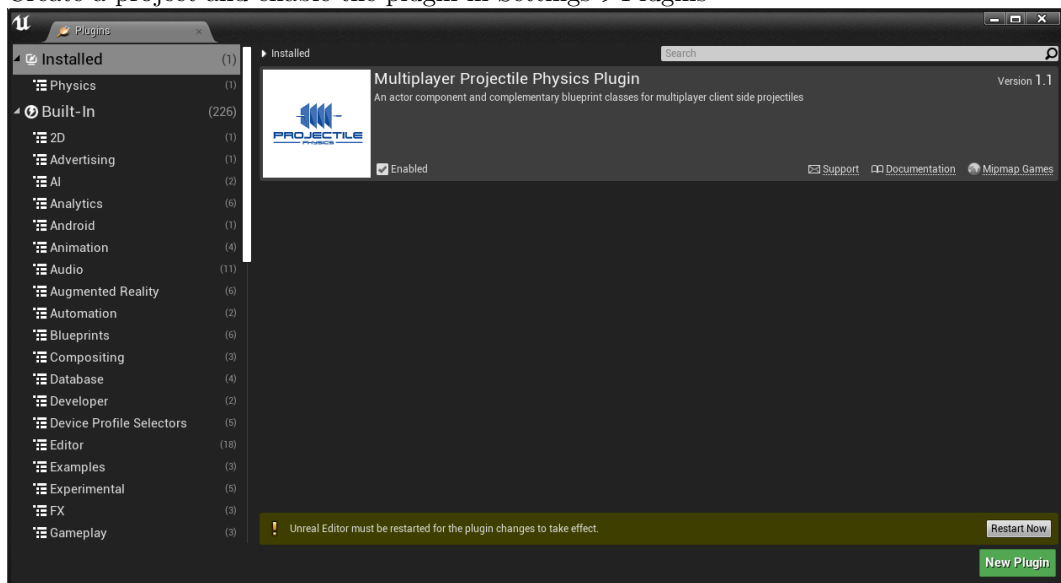 Create a project and enable the plugin in Settings > Plugins
Plugins
Installed (1)
Physics (1)
Built-In (226)
2D (1)
Advertising (1)
AI (2)
Analytics (6)
Android (1)
Animation (4)
Audio (11)
Augmented Reality (6)
Automation (2)
Blueprints (6)
Compositing (3)
Database (4)
Developer (2)
Device Profile Selectors (5)
Editor (18)
Examples (3)
Experimental (5)
FX (3)
Gameplay (3)
Installed
Search
PROJECTILE
PHYSICS
Multiplayer Projectile Physics Plugin
Version 1.1
An actor component and complementary blueprint classes for multiplayer client side projectiles
Enabled
Support
Documentation
Mipmap Games
Unreal Editor must be restarted for the plugin changes to take effect.
Restart Now
New Plugin